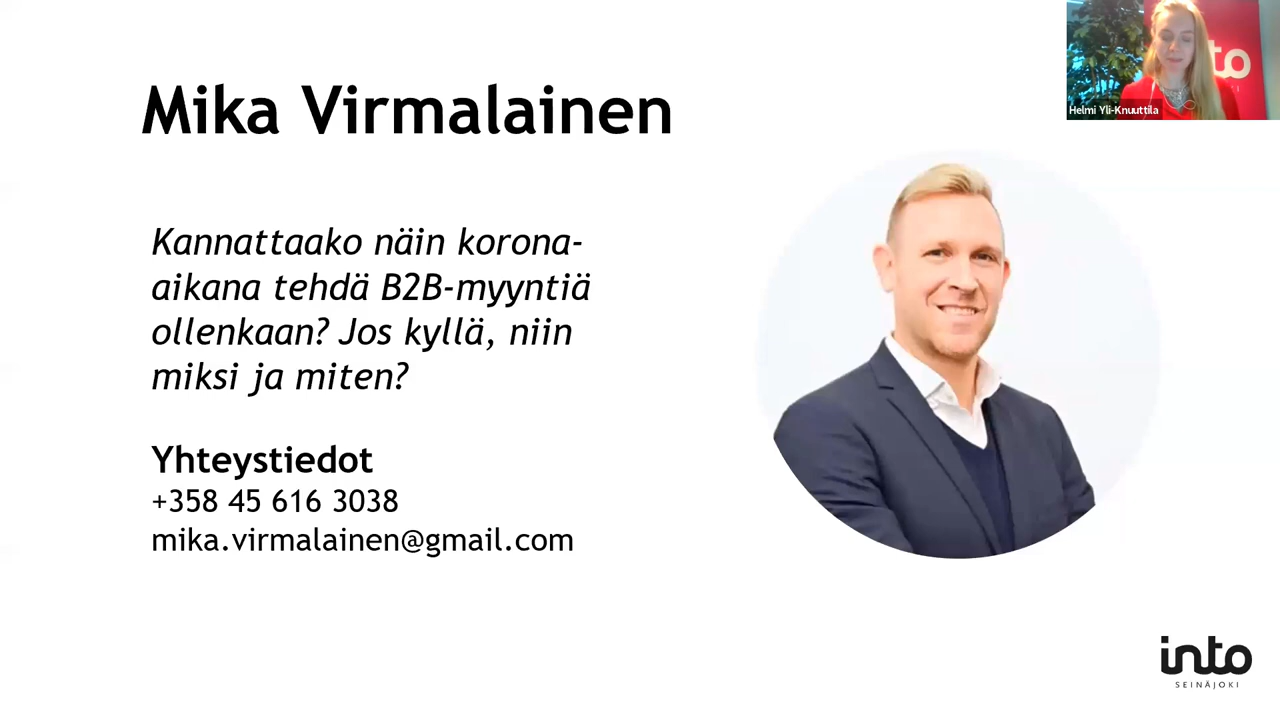 Mika Virmalainen
Kannattaako näin korona-
aikana tehdä B2B-myyntiä
ollenkaan? Jos kyllä, niin
miksi ja miten?
Yhteystiedot
+358 45 616 3038
mika.virmalainen@gmail.com
Helmi Yli-Knuuttila
into
SEINÄJOKI